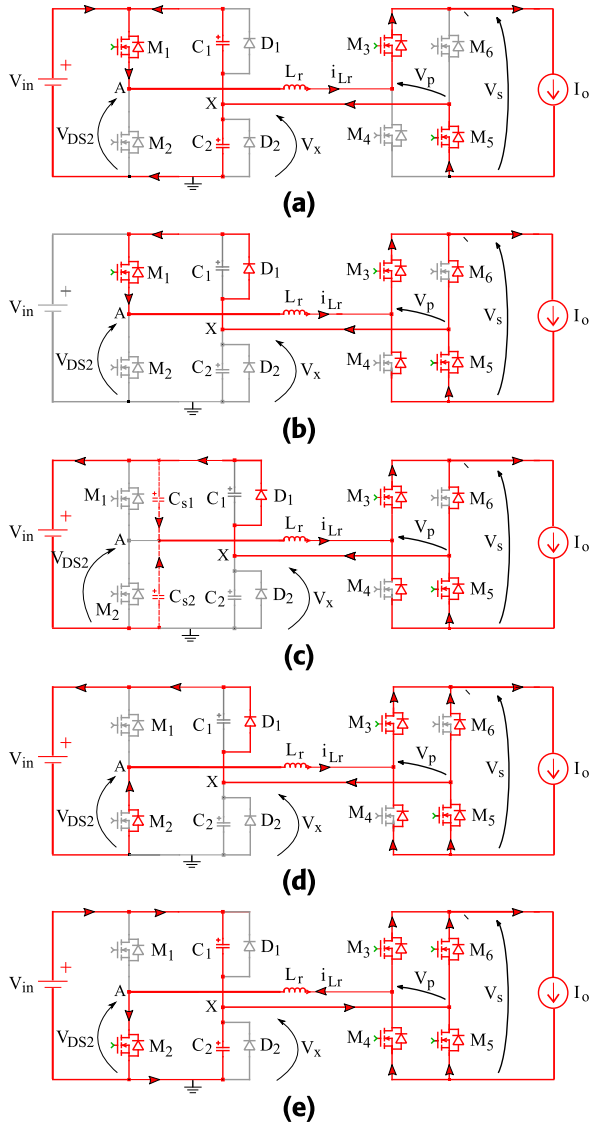 M1 C1 D1 M3 M6
Vin A Lr iLr Vp Vs Io
X
VDS2 M2 C2 D2 Vx M4 M5
(a)
M1 C1 D1 M3 M6
Vin A Lr iLr Vp Vs Io
X
VDS2 M2 C2 D2 Vx M4 M5
(b)
M1 Cs1 C1 D1 M3 M6
Vin A Lr iLr Vp Vs Io
VDS2 X
M2 Cs2 C2 D2 Vx M4 M5
(c)
M1 C1 D1 M3 M6
Vin A Lr iLr Vp Vs Io
X
VDS2 M2 C2 D2 Vx M4 M5
(d)
M1 C1 D1 M3 M6
Vin A Lr iLr Vp Vs Io
X
VDS2 M2 C2 D2 Vx M4 M5
(e)